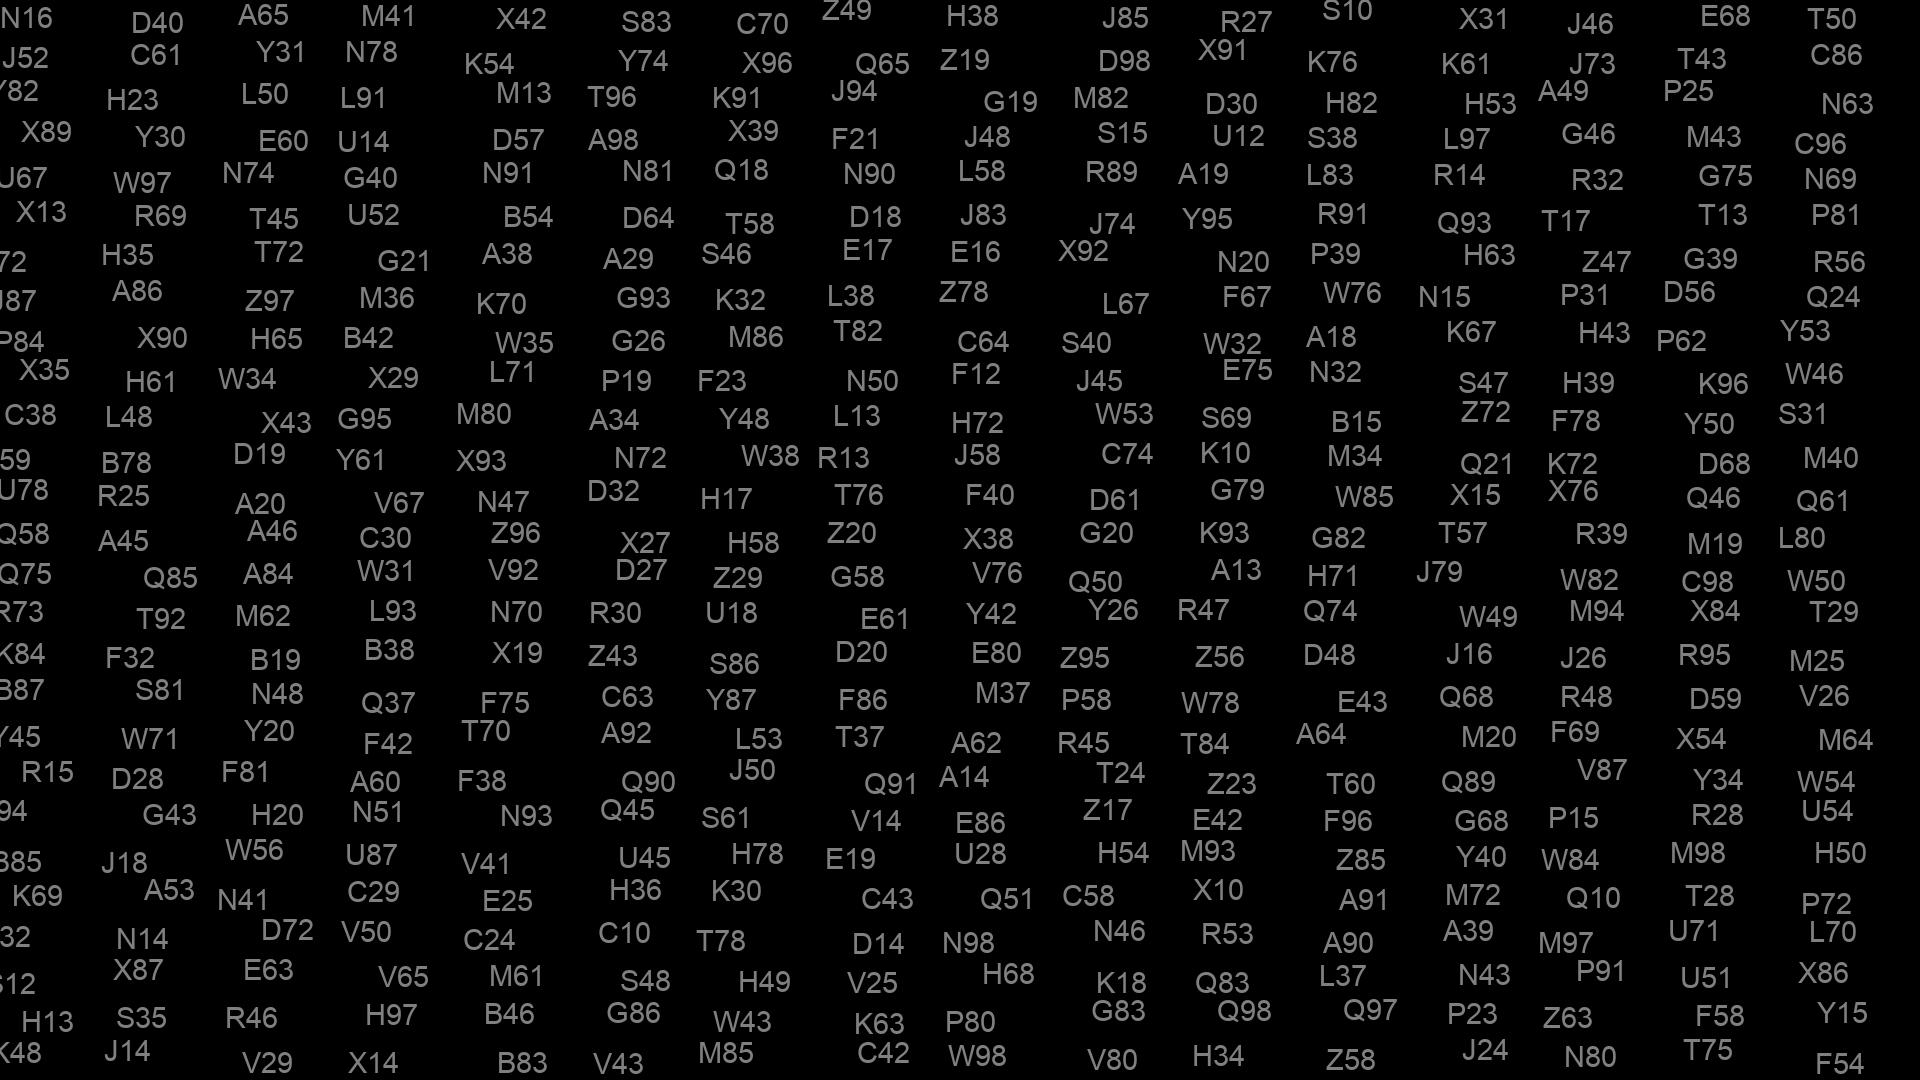 N16 D40 A65 M41 X42 S83 C70 Z49 H38 J85 R27 S10 X31 J46 E68 T50
J52 C61 Y31 N78 K54 Y74 X96 Q65 Z19 D98 X91 K76 K61 J73 T43 C86
Y82 H23 L50 L91 M13 T96 K91 J94 G19 M82 D30 H82 H53 A49 P25 N63
X89 Y30 E60 U14 D57 A98 X39 F21 J48 S15 U12 S38 L97 G46 M43 C96
U67 W97 N74 G40 N91 N81 Q18 N90 L58 R89 A19 L83 R14 R32 G75 N69
X13 R69 T45 U52 B54 D64 T58 D18 J83 J74 Y95 R91 Q93 T17 T13 P81
72 H35 T72 G21 A38 A29 S46 E17 E16 X92 N20 P39 H63 Z47 G39 R56
J87 A86 Z97 M36 K70 G93 K32 L38 Z78 L67 F67 W76 N15 P31 D56 Q24
P84 X90 H65 B42 W35 G26 M86 T82 C64 S40 W32 A18 K67 H43 P62 Y53
X35 H61 W34 X29 L71 P19 F23 N50 F12 J45 E75 N32 S47 H39 K96 W46
C38 L48 X43 G95 M80 A34 Y48 L13 H72 W53 S69 B15 Z72 F78 Y50 S31
59 B78 D19 Y61 X93 N72 W38 R13 J58 C74 K10 M34 Q21 K72 D68 M40
U78 R25 A20 V67 N47 D32 H17 T76 F40 D61 G79 W85 X15 X76 Q46 Q61
Q58 A45 A46 C30 Z96 X27 H58 Z20 X38 G20 K93 G82 T57 R39 M19 L80
Q75 Q85 A84 W31 V92 D27 Z29 G58 V76 Q50 A13 H71 J79 W82 C98 W50
R73 T92 M62 L93 N70 R30 U18 E61 Y42 Y26 R47 Q74 W49 M94 X84 T29
K84 F32 B19 B38 X19 Z43 S86 D20 E80 Z95 Z56 D48 J16 J26 R95 M25
B87 S81 N48 Q37 F75 C63 Y87 F86 M37 P58 W78 E43 Q68 R48 D59 V26
Y45 W71 Y20 F42 T70 A92 L53 T37 A62 R45 T84 A64 M20 F69 X54 M64
R15 D28 F81 A60 F38 Q90 J50 Q91 A14 T24 Z23 T60 Q89 V87 Y34 W54
94 G43 H20 N51 N93 Q45 S61 V14 E86 Z17 E42 F96 G68 P15 R28 U54
B85 J18 W56 U87 V41 U45 H78 E19 U28 H54 M93 Z85 Y40 W84 M98 H50
K69 A53 N41 C29 E25 H36 K30 C43 Q51 C58 X10 A91 M72 Q10 T28 P72
32 N14 D72 V50 C24 C10 T78 D14 N98 N46 R53 A90 A39 M97 U71 L70
S12 X87 E63 V65 M61 S48 H49 V25 H68 K18 Q83 L37 N43 P91 U51 X86
H13 S35 R46 H97 B46 G86 W43 K63 P80 G83 Q98 Q97 P23 Z63 F58 Y15
K48 J14 V29 X14 B83 V43 M85 C42 W98 V80 H34 Z58 J24 N80 T75 F54